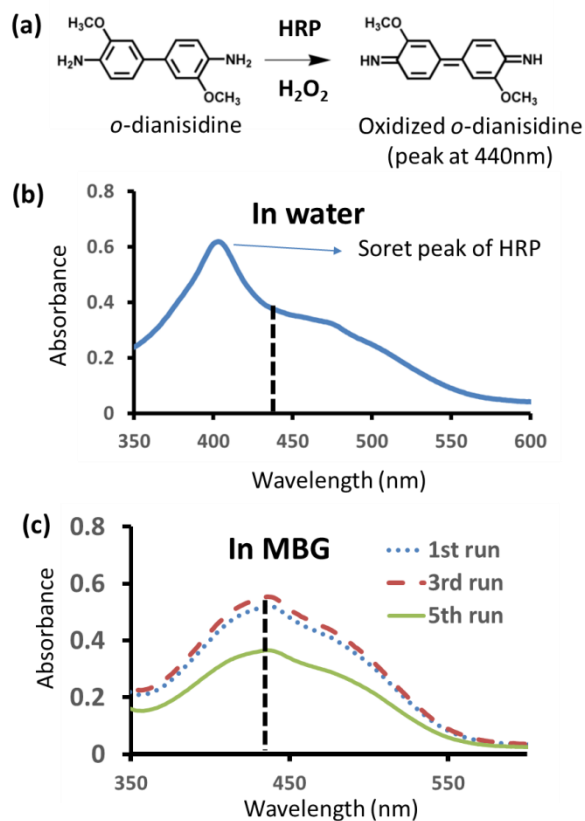 (a)
H₃CO
HRP
H₃CO
H₂N
NH₂
HN
NH
OCH₃
H₂O₂
OCH₃
o-dianisidine
Oxidized o-dianisidine
(peak at 440nm)
(b)
0.8
In water
0.6
Soret peak of HRP
Absorbance
0.4
0.2
0
350 400 450 500 550 600
Wavelength (nm)
(c)
0.8
In MBG
1st run
3rd run
5th run
0.6
Absorbance
0.4
0.2
0
350 450 550
Wavelength (nm)